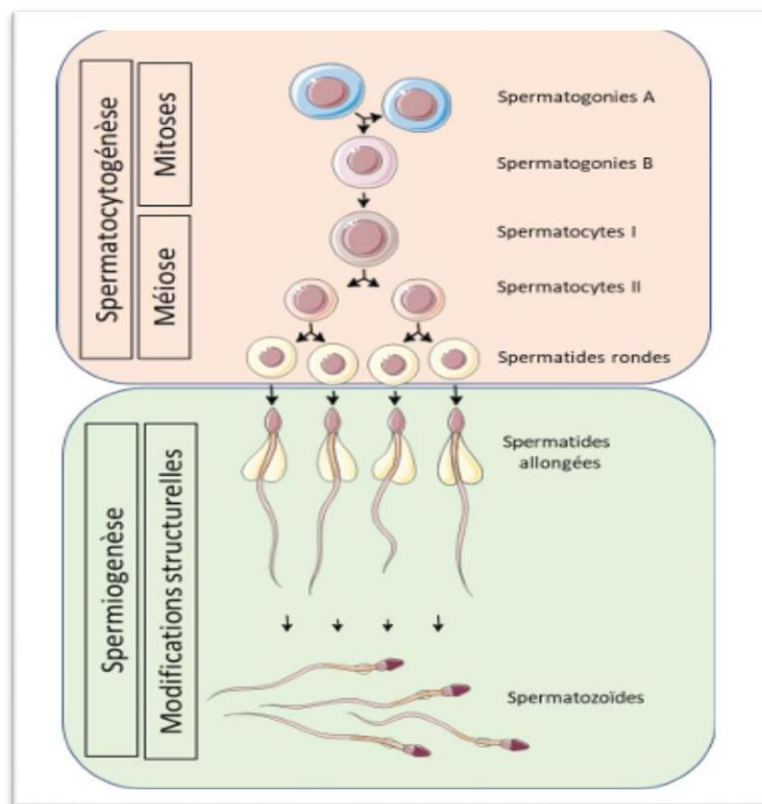 Spermatocytogénèse
Mitoses
Méiose
Spermatogonies A
Spermatogonies B
Spermatocytes I
Spermatocytes II
Spermatides rondes
Spermiogenèse
Modifications structurelles
Spermatides
allongées
Spermatozoïdes